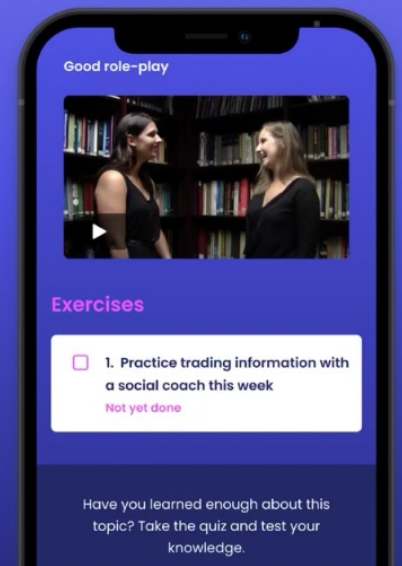 Good role-play
Exercises
1. Practice trading information with
a social coach this week
Not yet done
Have you learned enough about this
topic? Take the quiz and test your
knowledge.